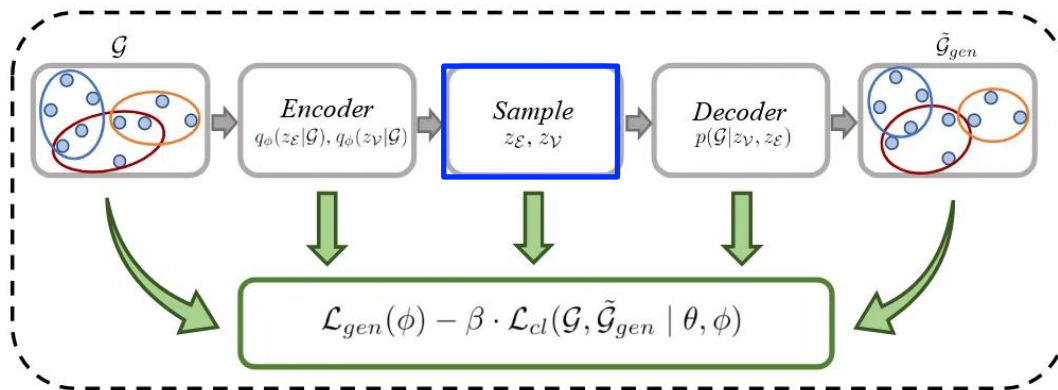 𝒢
𝒢̃_gen
Encoder
q_ϕ(z_ℰ|𝒢), q_ϕ(z_𝒱|𝒢)
Sample
z_ℰ, z_𝒱
Decoder
p(𝒢|z_𝒱, z_ℰ)
ℒ_gen(ϕ) − β · ℒ_cl(𝒢, 𝒢̃_gen | θ, ϕ)